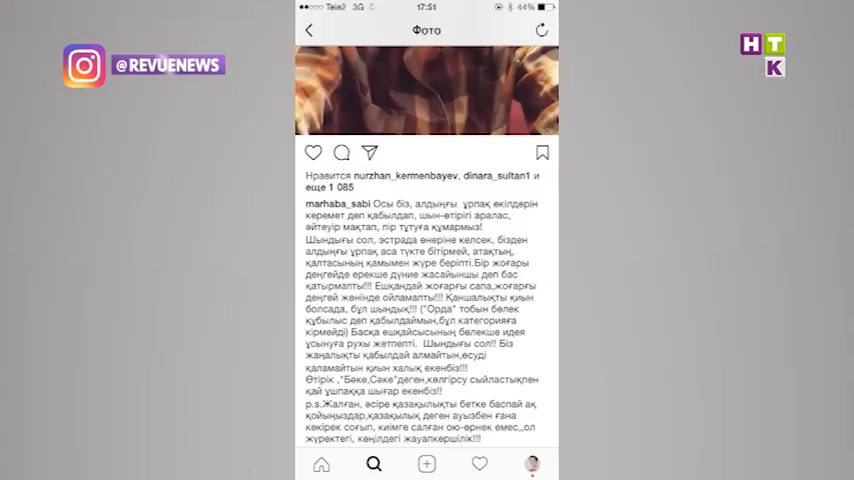 Tele2 3G 17:51 44%
Фото
@REVUENEWS
НТК
Нравится nurzhan_kermenbayev, dinara_sultan1 и
еще 1 085
marhaba_sabi Осы біз, алдыңғы ұрпақ өкілдерін
керемет деп қабылдап, шын-өтірігі аралас,
әйтеуір мақтап, пір тұтуға құмармыз!
Шындығы сол, эстрада өнеріне келсек, бізден
алдыңғы ұрпақ аса түкте бітірмей, атақтың,
қалтасының қамымен жүре беріпті.Бір жоғары
деңгейде ерекше дүние жасайыншы деп бас
қатырмапты!!! Ешқандай жоғарғы сапа,жоғарғы
деңгей жөнінде ойламапты!!! Қаншалықты қиын
болсада, бұл шындық!!! ("Орда" тобын бөлек
құбылыс деп қабылдаймын,бұл категорияға
кірмейді) Басқа ешқайсысының бөлекше идея
ұсынуға рухы жетпепті. Шындығы сол!! Біз
жаңалықты қабылдай алмайтын,өсуді
қаламайтын қиын халық екенбіз!!!
Өтірік ,"Бәке,Сәке"деген,көлгірсу сыйластықпен
қай ұшпаққа шығар екенбіз!!
p.s.Жалған, әсіре қазақылықты бетке баспай ақ
қойыңыздар,қазақылық деген ауызбен ғана
көкірек соғып, киімге салған ою-өрнек емес,,ол
жүректегі, көңілдегі жауапкершілік!!!